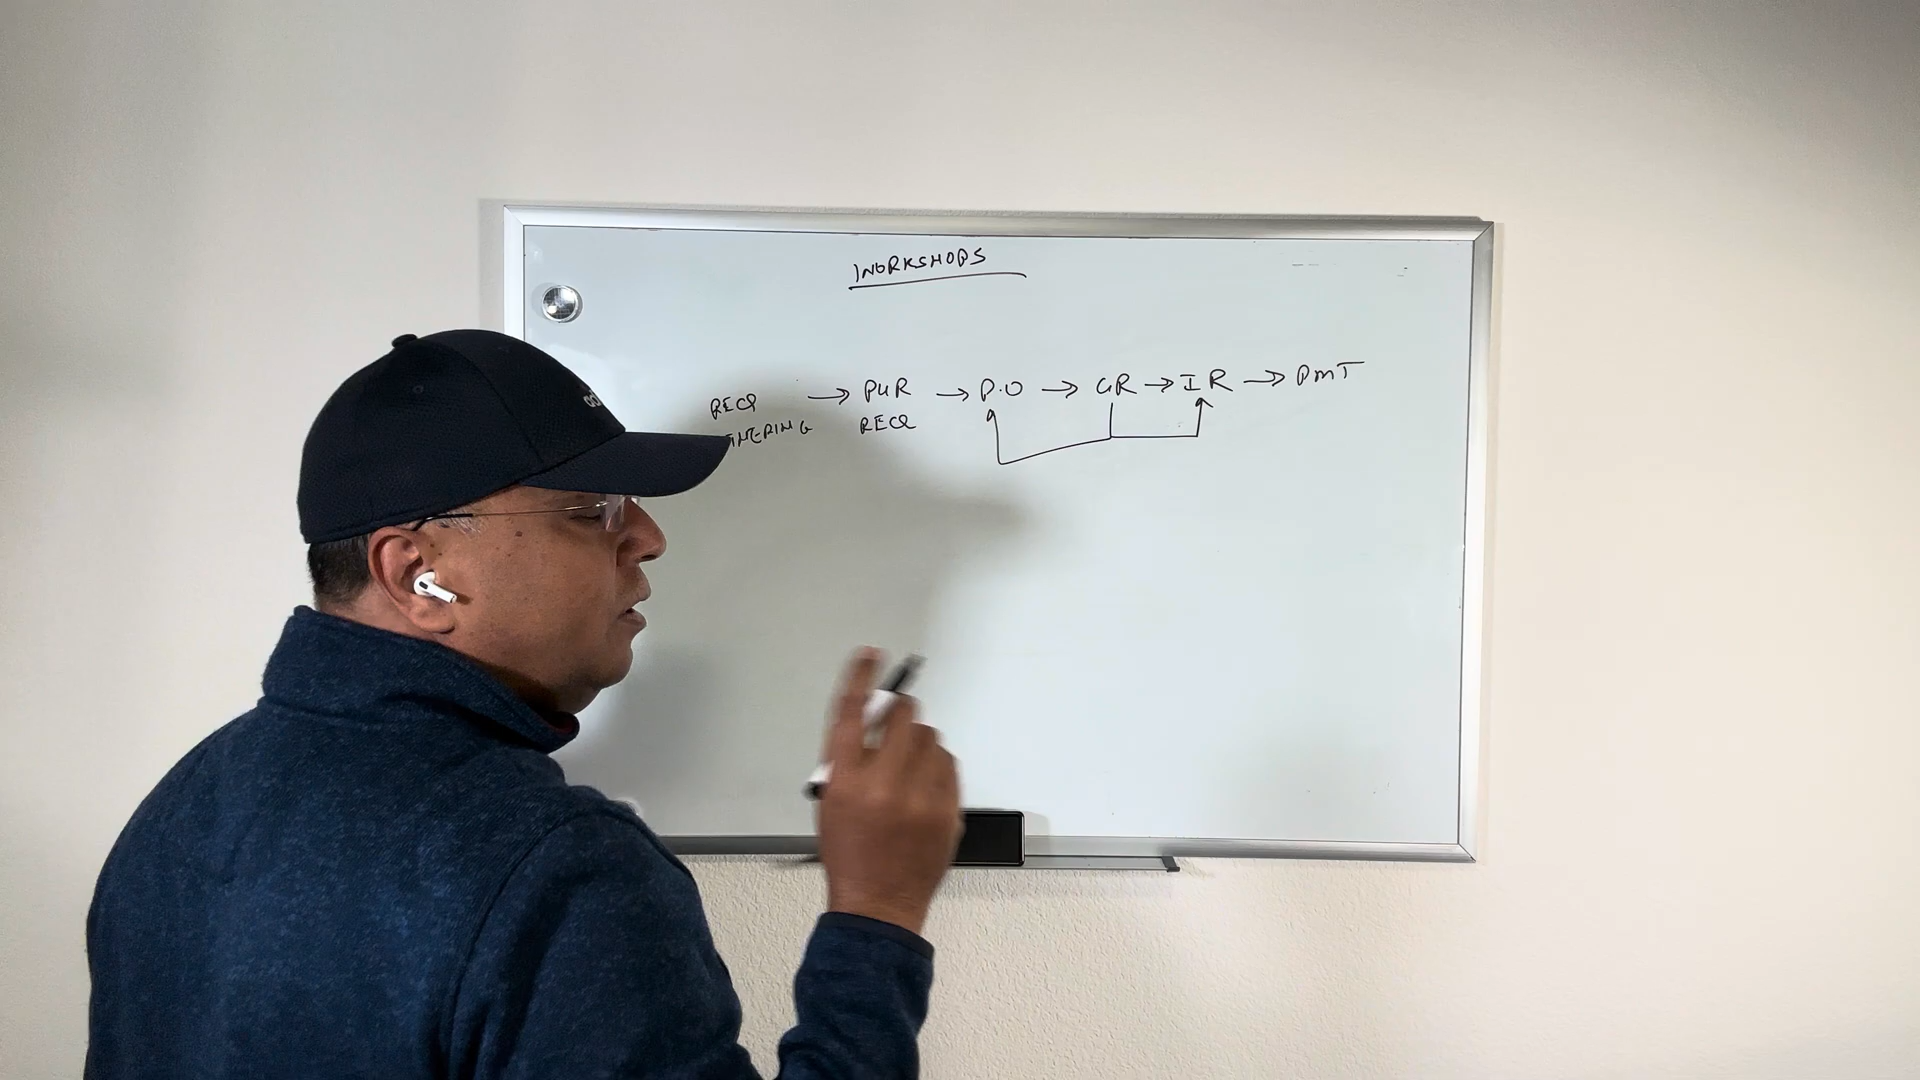 WORKSHOPS
REQ → PUR → P.O → GR → IR → PMT
REQ